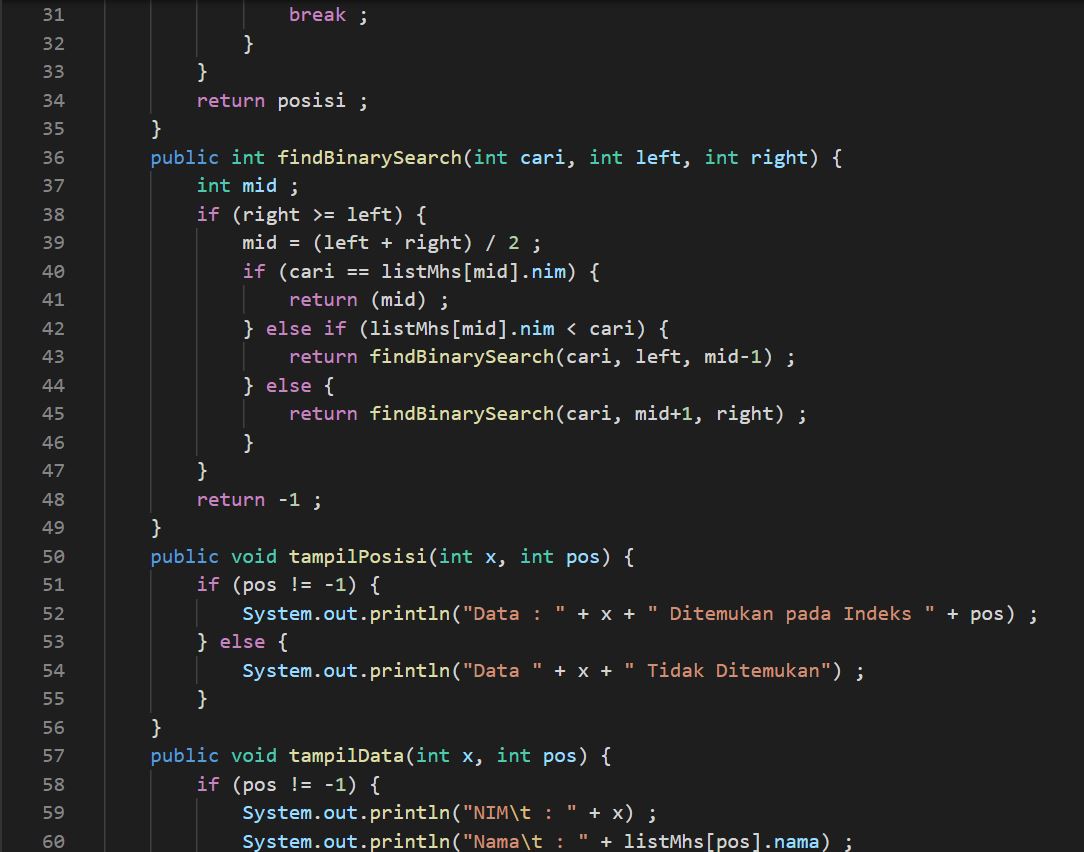 31 break ;
32 }
33 }
34 return posisi ;
35 }
36 public int findBinarySearch(int cari, int left, int right) {
37 int mid ;
38 if (right >= left) {
39 mid = (left + right) / 2 ;
40 if (cari == listMhs[mid].nim) {
41 return (mid) ;
42 } else if (listMhs[mid].nim < cari) {
43 return findBinarySearch(cari, left, mid-1) ;
44 } else {
45 return findBinarySearch(cari, mid+1, right) ;
46 }
47 }
48 return -1 ;
49 }
50 public void tampilPosisi(int x, int pos) {
51 if (pos != -1) {
52 System.out.println("Data : " + x + " Ditemukan pada Indeks " + pos) ;
53 } else {
54 System.out.println("Data " + x + " Tidak Ditemukan") ;
55 }
56 }
57 public void tampilData(int x, int pos) {
58 if (pos != -1) {
59 System.out.println("NIM\t : " + x) ;
60 System.out.println("Nama\t : " + listMhs[pos].nama) ;